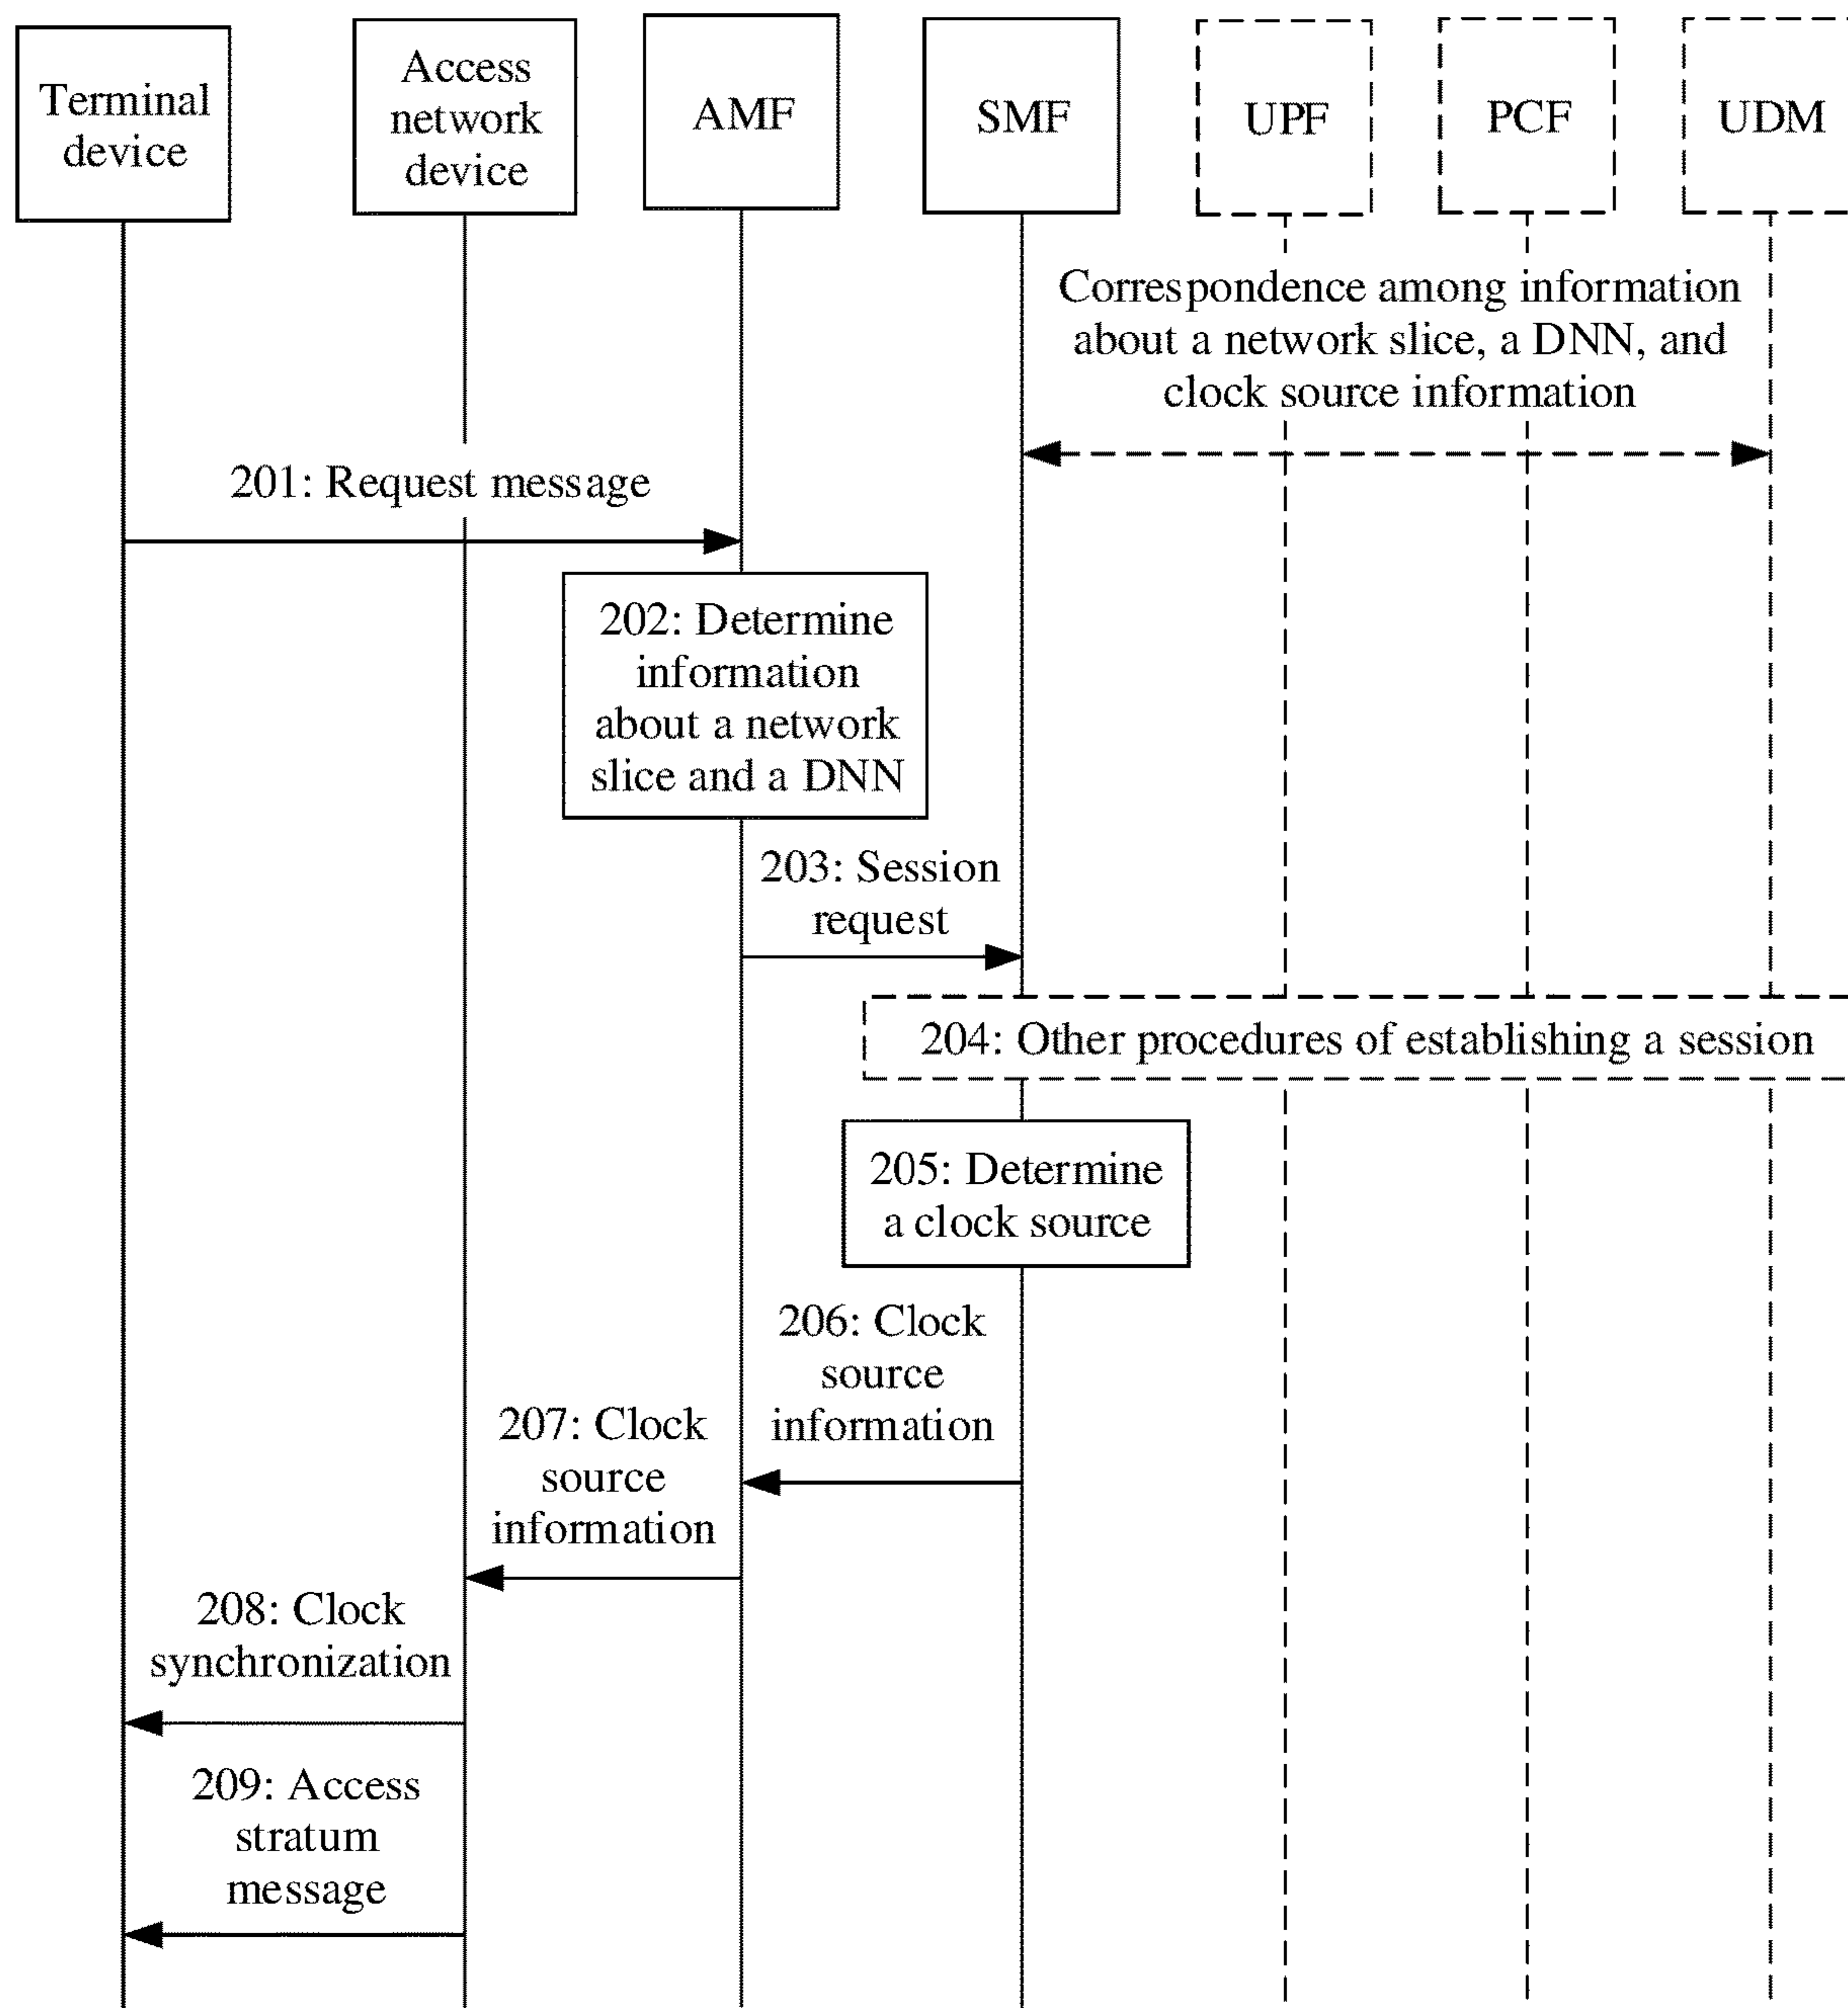 Terminal
device
Access
network
device
AMF
SMF
UPF
PCF
UDM
Correspondence among information
about a network slice, a DNN, and
clock source information
201: Request message
202: Determine
information
about a network
slice and a DNN
203: Session
request
204: Other procedures of establishing a session
205: Determine
a clock source
206: Clock
source
information
207: Clock
source
information
208: Clock
synchronization
209: Access
stratum
message